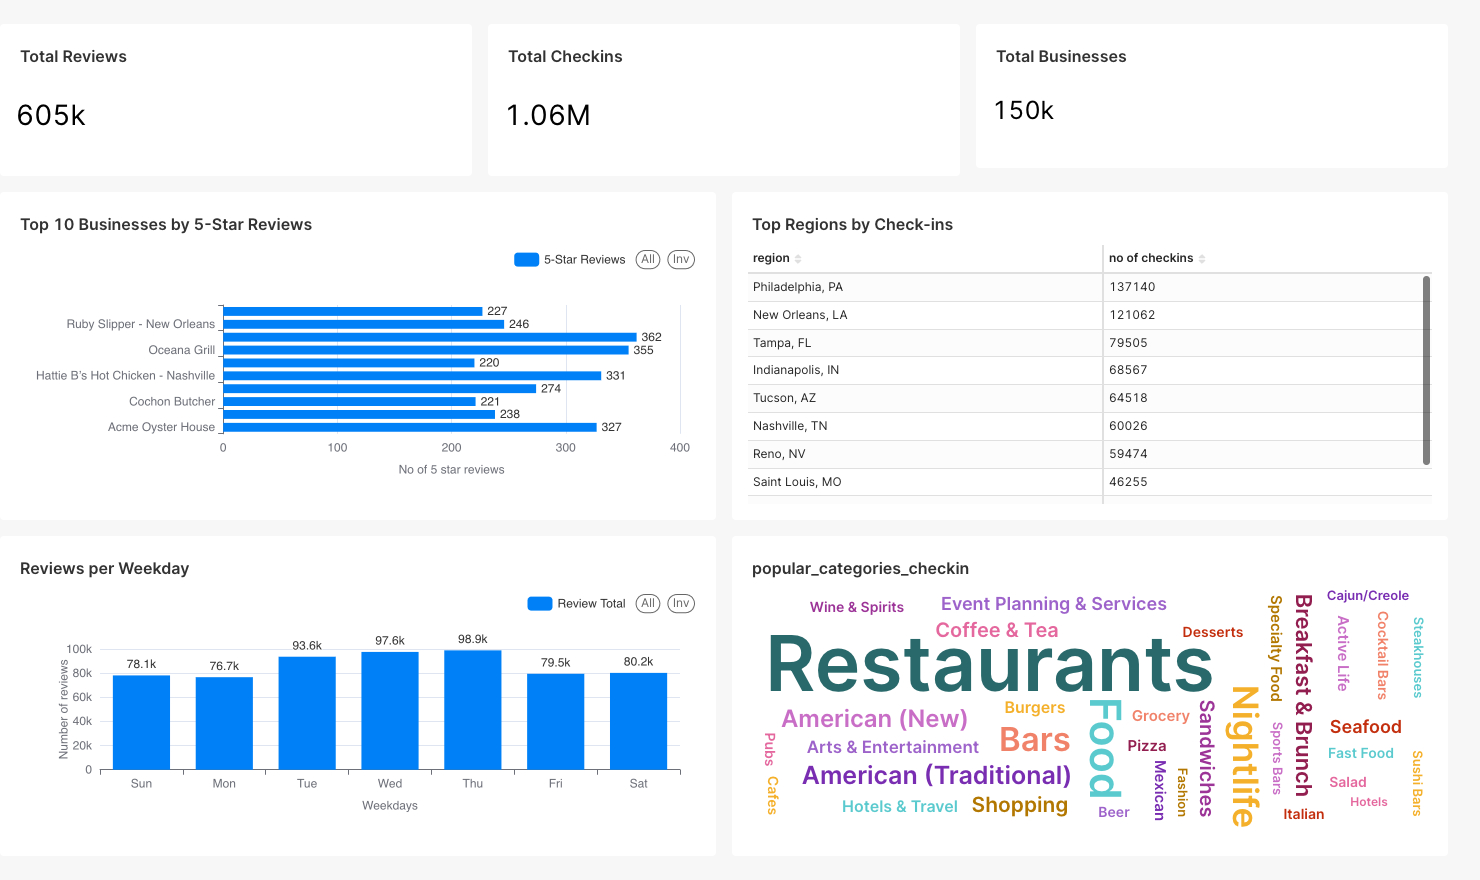 Total Reviews
605k
Total Checkins
1.06M
Total Businesses
150k
Top 10 Businesses by 5-Star Reviews
5-Star Reviews All Inv
227
Ruby Slipper - New Orleans 246
362
Oceana Grill 355
220
Hattie B's Hot Chicken - Nashville 331
274
Cochon Butcher 221
238
Acme Oyster House 327
0 100 200 300 400
No of 5 star reviews
Top Regions by Check-ins
region no of checkins
Philadelphia, PA 137140
New Orleans, LA 121062
Tampa, FL 79505
Indianapolis, IN 68567
Tucson, AZ 64518
Nashville, TN 60026
Reno, NV 59474
Saint Louis, MO 46255
Reviews per Weekday
Review Total All Inv
Number of reviews
100k
80k
60k
40k
20k
0
78.1k 76.7k 93.6k 97.6k 98.9k 79.5k 80.2k
Sun Mon Tue Wed Thu Fri Sat
Weekdays
popular_categories_checkin
Wine & Spirits
Event Planning & Services
Coffee & Tea
Desserts
Restaurants
American (New)
Burgers
Grocery
Arts & Entertainment
Bars
Pizza
Pubs
Cafes
American (Traditional)
Hotels & Travel
Shopping
Food
Beer
Mexican
Fashion
Sandwiches
Nightlife
Specialty Food
Sports Bars
Breakfast & Brunch
Cajun/Creole
Active Life
Cocktail Bars
Steakhouses
Seafood
Fast Food
Salad
Hotels
Italian
Sushi Bars